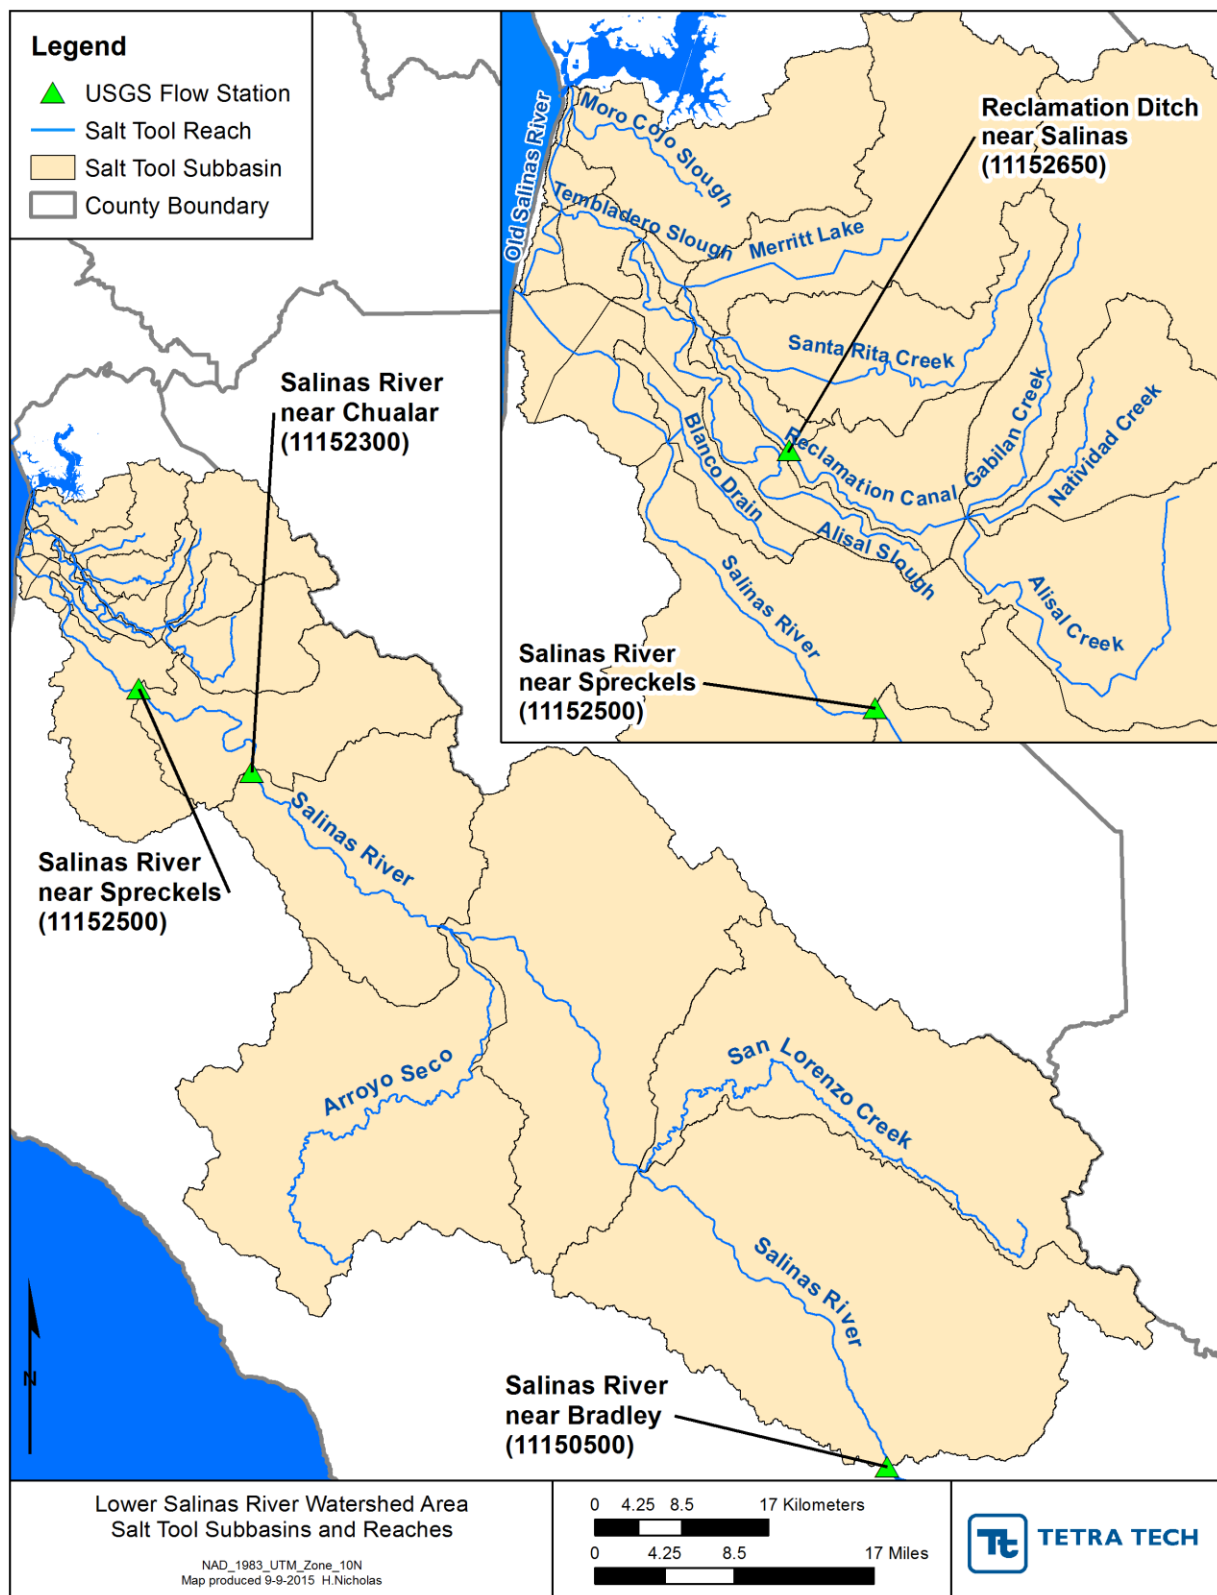 Legend
USGS Flow Station
Salt Tool Reach
Salt Tool Subbasin
County Boundary
Old Salinas River
Moro Cojo Slough
Tembladero Slough
Merritt Lake
Santa Rita Creek
Reclamation Ditch
near Salinas
(11152650)
Gabilan Creek
Natividad Creek
Reclamation Canal
Blanco Drain
Alisal Slough
Alisal Creek
Salinas River
Salinas River
near Spreckels
(11152500)
Salinas River
near Chualar
(11152300)
Salinas River
near Spreckels
(11152500)
Salinas River
Arroyo Seco
San Lorenzo Creek
Salinas River
Salinas River
near Bradley
(11150500)
N
Lower Salinas River Watershed Area
Salt Tool Subbasins and Reaches
NAD_1983_UTM_Zone_10N
Map produced 9-9-2015 H.Nicholas
0 4.25 8.5 17 Kilometers
0 4.25 8.5 17 Miles
Tt TETRA TECH